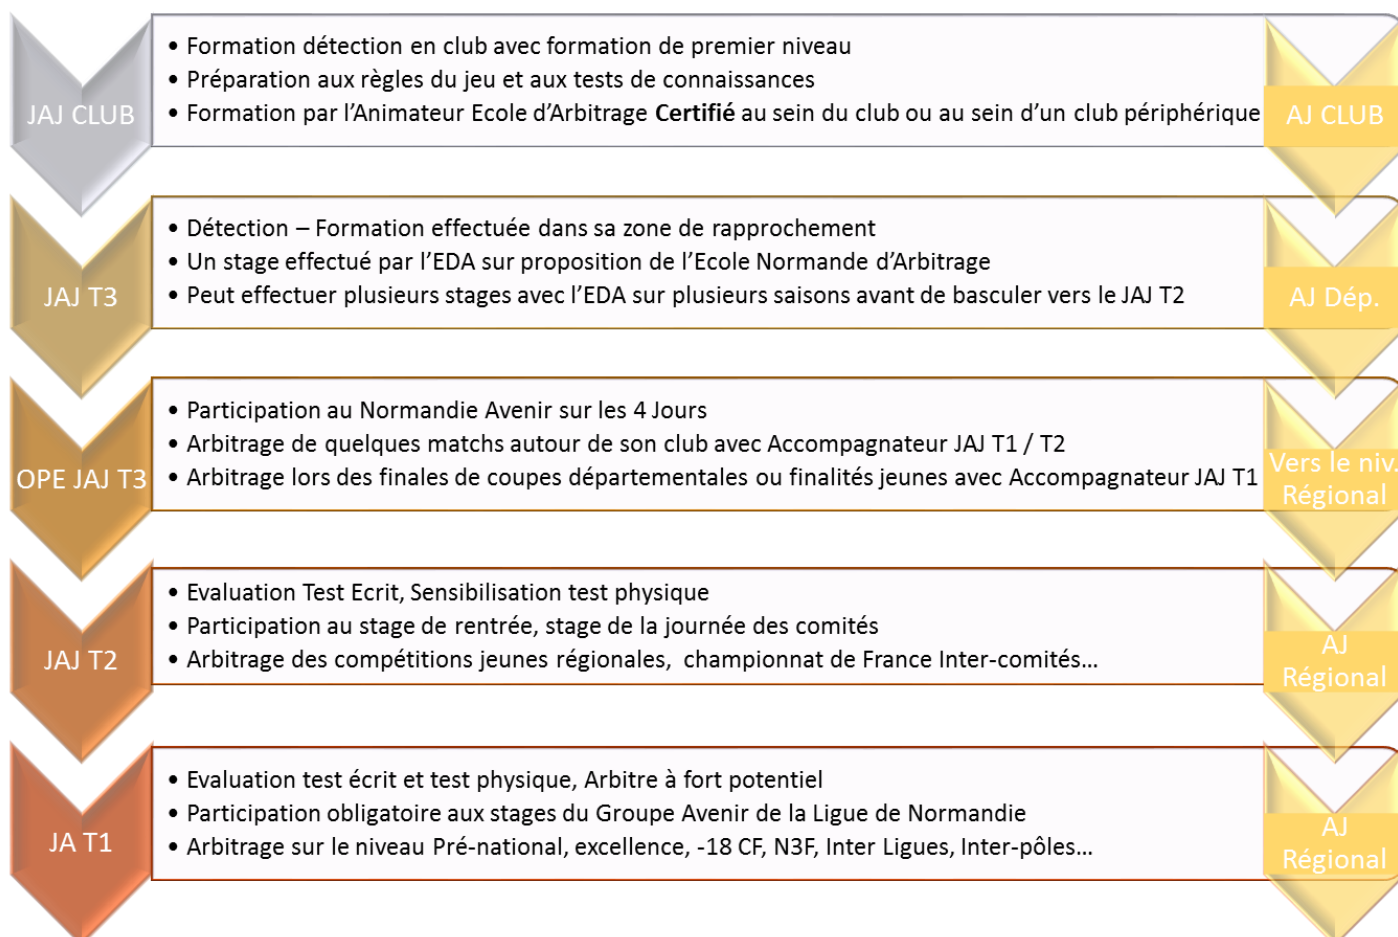 JAJ CLUB
• Formation détection en club avec formation de premier niveau
• Préparation aux règles du jeu et aux tests de connaissances
• Formation par l’Animateur Ecole d’Arbitrage Certifié au sein du club ou au sein d’un club périphérique
AJ CLUB
JAJ T3
• Détection – Formation effectuée dans sa zone de rapprochement
• Un stage effectué par l’EDA sur proposition de l’Ecole Normande d’Arbitrage
• Peut effectuer plusieurs stages avec l’EDA sur plusieurs saisons avant de basculer vers le JAJ T2
AJ Dép.
OPE JAJ T3
• Participation au Normandie Avenir sur les 4 Jours
• Arbitrage de quelques matchs autour de son club avec Accompagnateur JAJ T1 / T2
• Arbitrage lors des finales de coupes départementales ou finalités jeunes avec Accompagnateur JAJ T1
Vers le niv.
Régional
JAJ T2
• Evaluation Test Ecrit, Sensibilisation test physique
• Participation au stage de rentrée, stage de la journée des comités
• Arbitrage des compétitions jeunes régionales, championnat de France Inter-comités…
AJ
Régional
JA T1
• Evaluation test écrit et test physique, Arbitre à fort potentiel
• Participation obligatoire aux stages du Groupe Avenir de la Ligue de Normandie
• Arbitrage sur le niveau Pré-national, excellence, -18 CF, N3F, Inter Ligues, Inter-pôles…
AJ
Régional